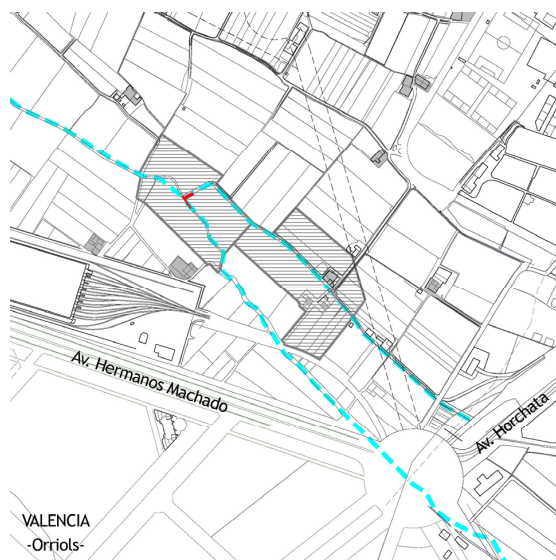 Av. Hermanos Machado
Av. Horchata
VALENCIA
-Orriols-